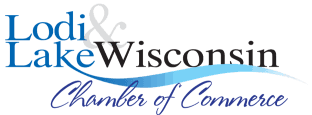 Lodi &
Lake Wisconsin
Chamber of Commerce